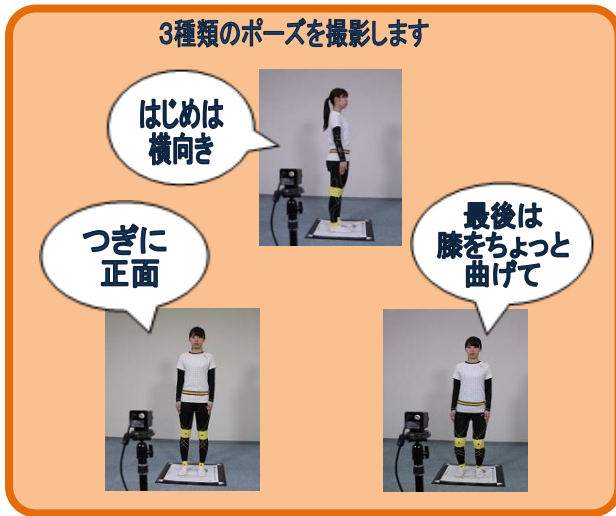 3種類のポーズを撮影します
はじめは
横向き
つぎに
正面
最後は
膝をちょっと
曲げて